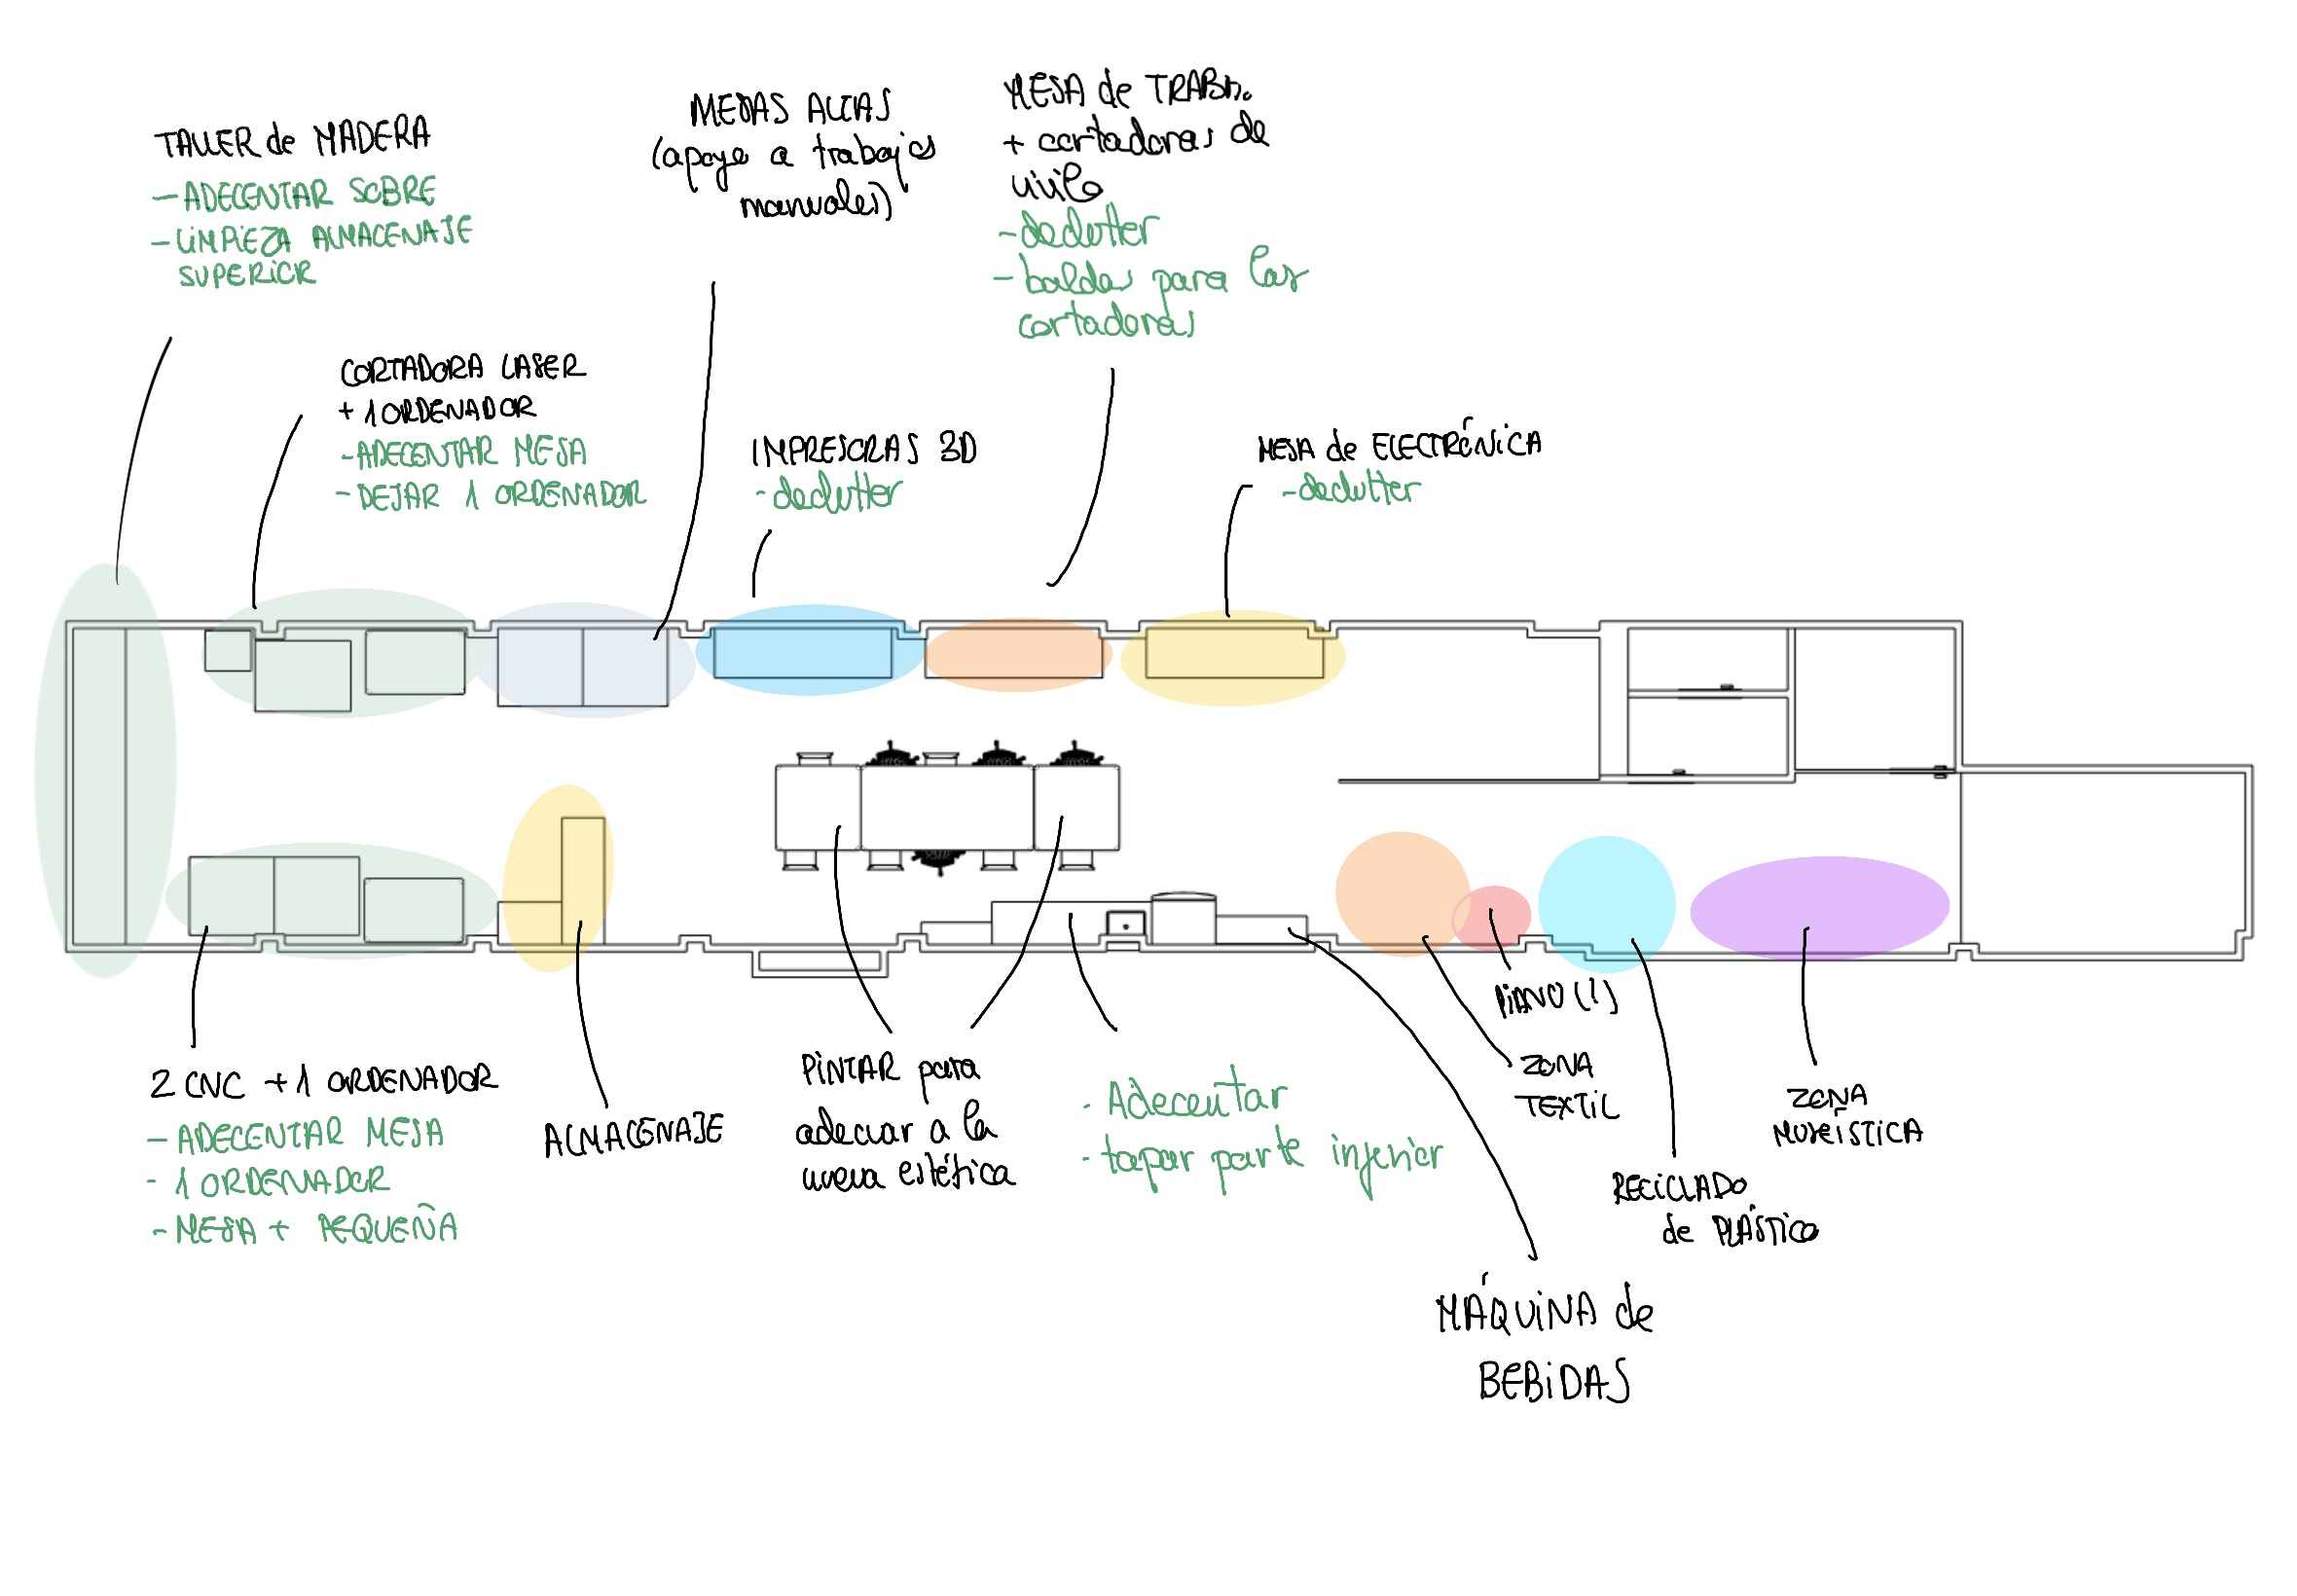 TALLER de MADERA
- ADECENTAR SOBRE
- LIMPIEZA ALMACENAJE
SUPERIOR
MESAS ALTAS
(apoyo a trabajos
manuales)
MESA de TRABA.
+ cortadoras de
vinilo
- declutter
- baldas para las
cortadoras
CORTADORA LASER
+ 1 ORDENADOR
- ADECENTAR MESA
- DEJAR 1 ORDENADOR
IMPRESORAS 3D
- declutter
MESA de ELECTRÓNICA
- declutter
2 CNC + 1 ORDENADOR
- ADECENTAR MESA
- 1 ORDENADOR
- MESA + PEQUEÑA
ALMACENAJE
PINTAR para
adecuar a la
nueva estética
- Adecentar
- tapar parte inferior
MÁQUINA de
BEBIDAS
PIANO (?)
ZONA
TEXTIL
RECICLADO
de PLÁSTICO
ZONA
MUSEÍSTICA